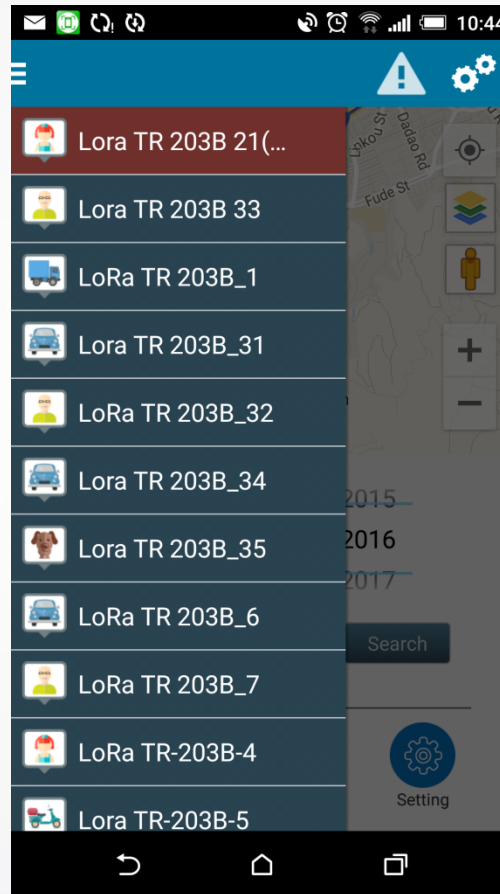 10:44
Lora TR 203B 21(...
Lora TR 203B 33
LoRa TR 203B_1
Lora TR 203B_31
LoRa TR 203B_32
LoRa TR 203B_34
Lora TR 203B_35
LoRa TR 203B_6
LoRa TR 203B_7
LoRa TR-203B-4
Lora TR-203B-5
Dadao Rd
Fude St
2015
2016
2017
Search
Setting